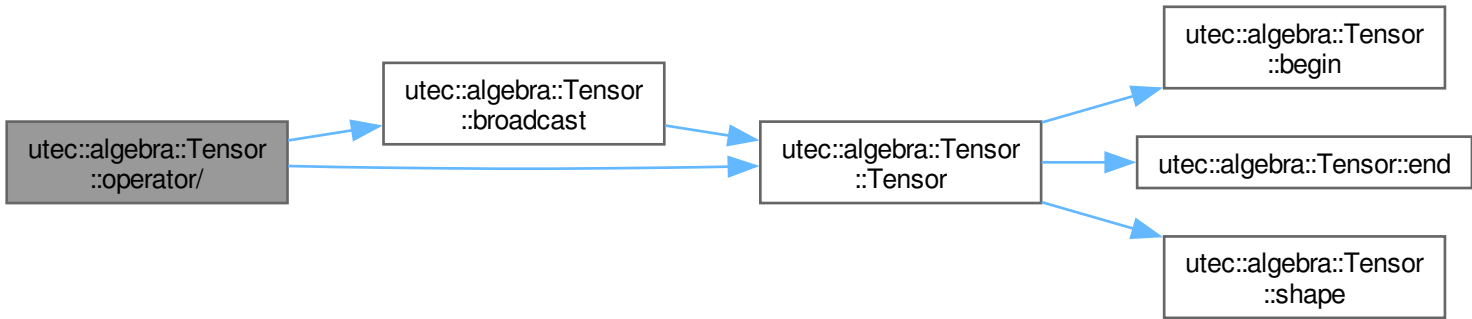 utec::algebra::Tensor
::operator/
utec::algebra::Tensor
::broadcast
utec::algebra::Tensor
::Tensor
utec::algebra::Tensor
::begin
utec::algebra::Tensor::end
utec::algebra::Tensor
::shape